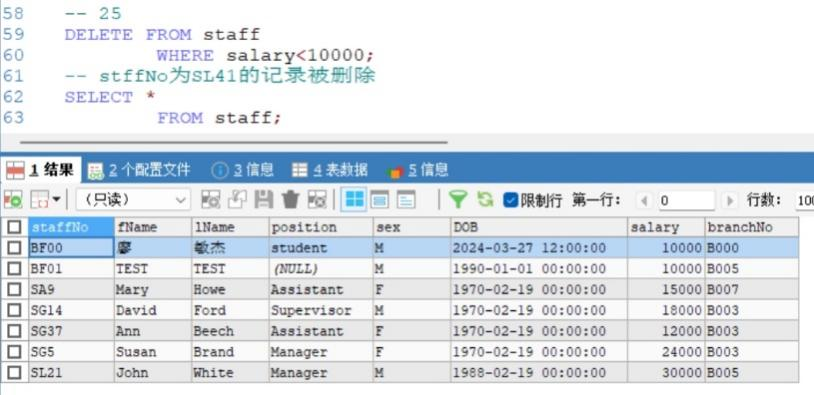 58 -- 25
59 DELETE FROM staff
60 WHERE salary<10000;
61 -- stffNo为SL41的记录被删除
62 SELECT *
63 FROM staff;
1 结果 2 个配置文件 3 信息 4 表数据 5 信息
（只读） 限制行 第一行： 0 行数： 100
staffNo fName lName position sex DOB salary branchNo
BF00 廖 敏杰 student M 2024-03-27 12:00:00 10000 B000
BF01 TEST TEST (NULL) M 1990-01-01 00:00:00 10000 B005
SA9 Mary Howe Assistant F 1970-02-19 00:00:00 15000 B007
SG14 David Ford Supervisor M 1970-02-19 00:00:00 18000 B003
SG37 Ann Beech Assistant F 1970-02-19 00:00:00 12000 B003
SG5 Susan Brand Manager F 1970-02-19 00:00:00 24000 B003
SL21 John White Manager M 1988-02-19 00:00:00 30000 B005